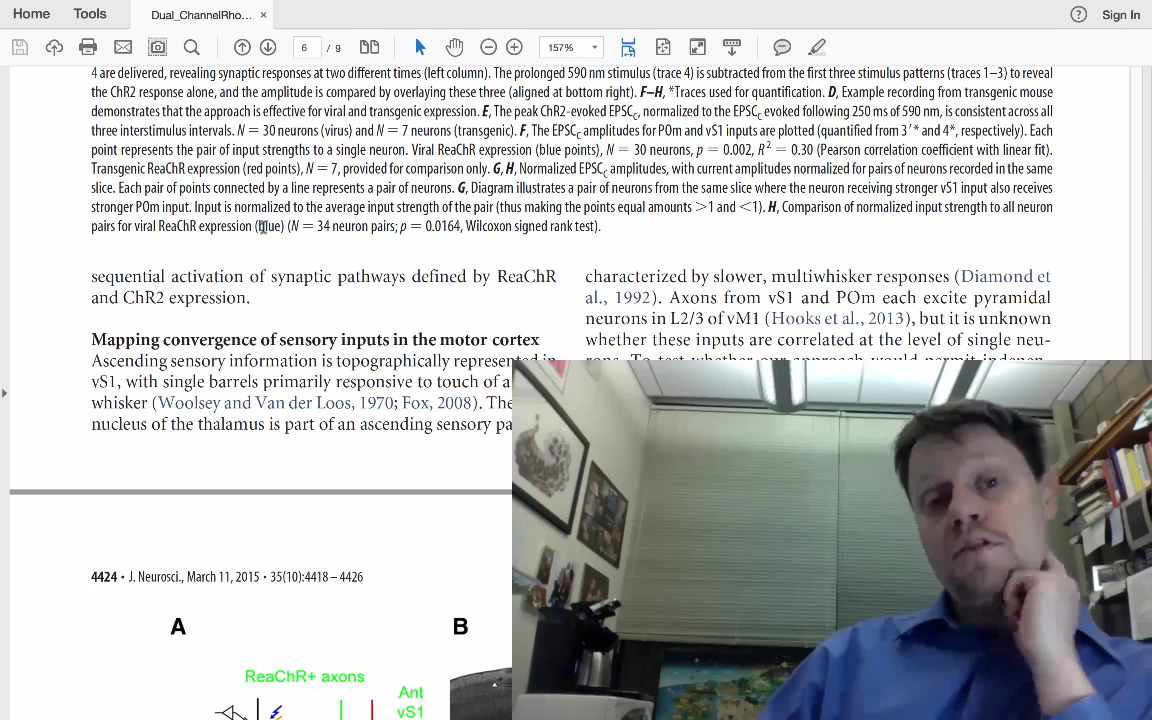 Home Tools Dual_ChannelRho... × Sign In
6 / 9 157%
4 are delivered, revealing synaptic responses at two different times (left column). The prolonged 590 nm stimulus (trace 4) is subtracted from the first three stimulus patterns (traces 1–3) to reveal
the ChR2 response alone, and the amplitude is compared by overlaying these three (aligned at bottom right). F–H, *Traces used for quantification. D, Example recording from transgenic mouse
demonstrates that the approach is effective for viral and transgenic expression. E, The peak ChR2-evoked EPSCC, normalized to the EPSCC evoked following 250 ms of 590 nm, is consistent across all
three interstimulus intervals. N = 30 neurons (virus) and N = 7 neurons (transgenic). F, The EPSCC amplitudes for POm and vS1 inputs are plotted (quantified from 3′* and 4*, respectively). Each
point represents the pair of input strengths to a single neuron. Viral ReaChR expression (blue points), N = 30 neurons, p = 0.002, R2 = 0.30 (Pearson correlation coefficient with linear fit).
Transgenic ReaChR expression (red points), N = 7, provided for comparison only. G, H, Normalized EPSCC amplitudes, with current amplitudes normalized for pairs of neurons recorded in the same
slice. Each pair of points connected by a line represents a pair of neurons. G, Diagram illustrates a pair of neurons from the same slice where the neuron receiving stronger vS1 input also receives
stronger POm input. Input is normalized to the average input strength of the pair (thus making the points equal amounts >1 and <1). H, Comparison of normalized input strength to all neuron
pairs for viral ReaChR expression (blue) (N = 34 neuron pairs; p = 0.0164, Wilcoxon signed rank test).
sequential activation of synaptic pathways defined by ReaChR
and ChR2 expression.
Mapping convergence of sensory inputs in the motor cortex
Ascending sensory information is topographically represented in
vS1, with single barrels primarily responsive to touch of a
whisker (Woolsey and Van der Loos, 1970; Fox, 2008). The
nucleus of the thalamus is part of an ascending sensory pa
characterized by slower, multiwhisker responses (Diamond et
al., 1992). Axons from vS1 and POm each excite pyramidal
neurons in L2/3 of vM1 (Hooks et al., 2013), but it is unknown
whether these inputs are correlated at the level of single neu-
rons. To test whether our approach would permit indepen-
4424 • J. Neurosci., March 11, 2015 • 35(10):4418 – 4426
A B
ReaChR+ axons
Ant
vS1